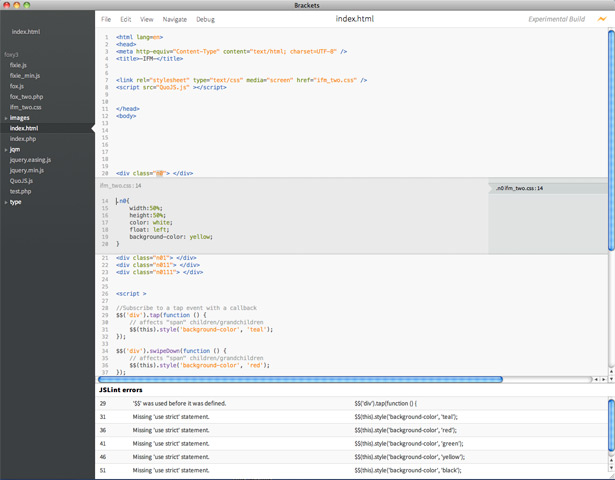 Brackets
File Edit View Navigate Debug
index.html
Experimental Build
index.html
foxy3
fixie.js
fixie_min.js
fox.js
fox_two.php
ifm_two.css
images
index.html
index.php
jqm
jquery.easing.js
jquery.min.js
QuoJS.js
test.php
type
1 <html lang=en>
2 <head>
3 <meta http-equiv="Content-Type" content="text/html; charset=UTF-8" />
4 <title>—IFM—</title>
5
6
7 <link rel="stylesheet" type="text/css" media="screen" href="ifm_two.css" />
8 <script src="QuoJS.js" ></script>
9
10
11 </head>
12 <body>
13
14
15
16
17
18
19
20 <div class="n0"> </div>
ifm_two.css : 14
14 .n0{
15 width:50%;
16 height:50%;
17 color: white;
18 float: left;
19 background-color: yellow;
20 }
.n0 ifm_two.css : 14
21 <div class="n01"> </div>
22 <div class="n011"> </div>
23 <div class="n0111"> </div>
24
25
26 <script >
27
28 //Subscribe to a tap event with a callback
29 $$('div').tap(function () {
30 // affects "span" children/grandchildren
31 $$(this).style('background-color', 'teal');
32 });
33
34 $$('div').swipeDown(function () {
35 // affects "span" children/grandchildren
36 $$(this).style('background-color', 'red');
37 });
JSLint errors
29 '$$' was used before it was defined. $$('div').tap(function () {
31 Missing 'use strict' statement. $$(this).style('background-color', 'teal');
36 Missing 'use strict' statement. $$(this).style('background-color', 'red');
41 Missing 'use strict' statement. $$(this).style('background-color', 'green');
46 Missing 'use strict' statement. $$(this).style('background-color', 'yellow');
51 Missing 'use strict' statement. $$(this).style('background-color', 'black');